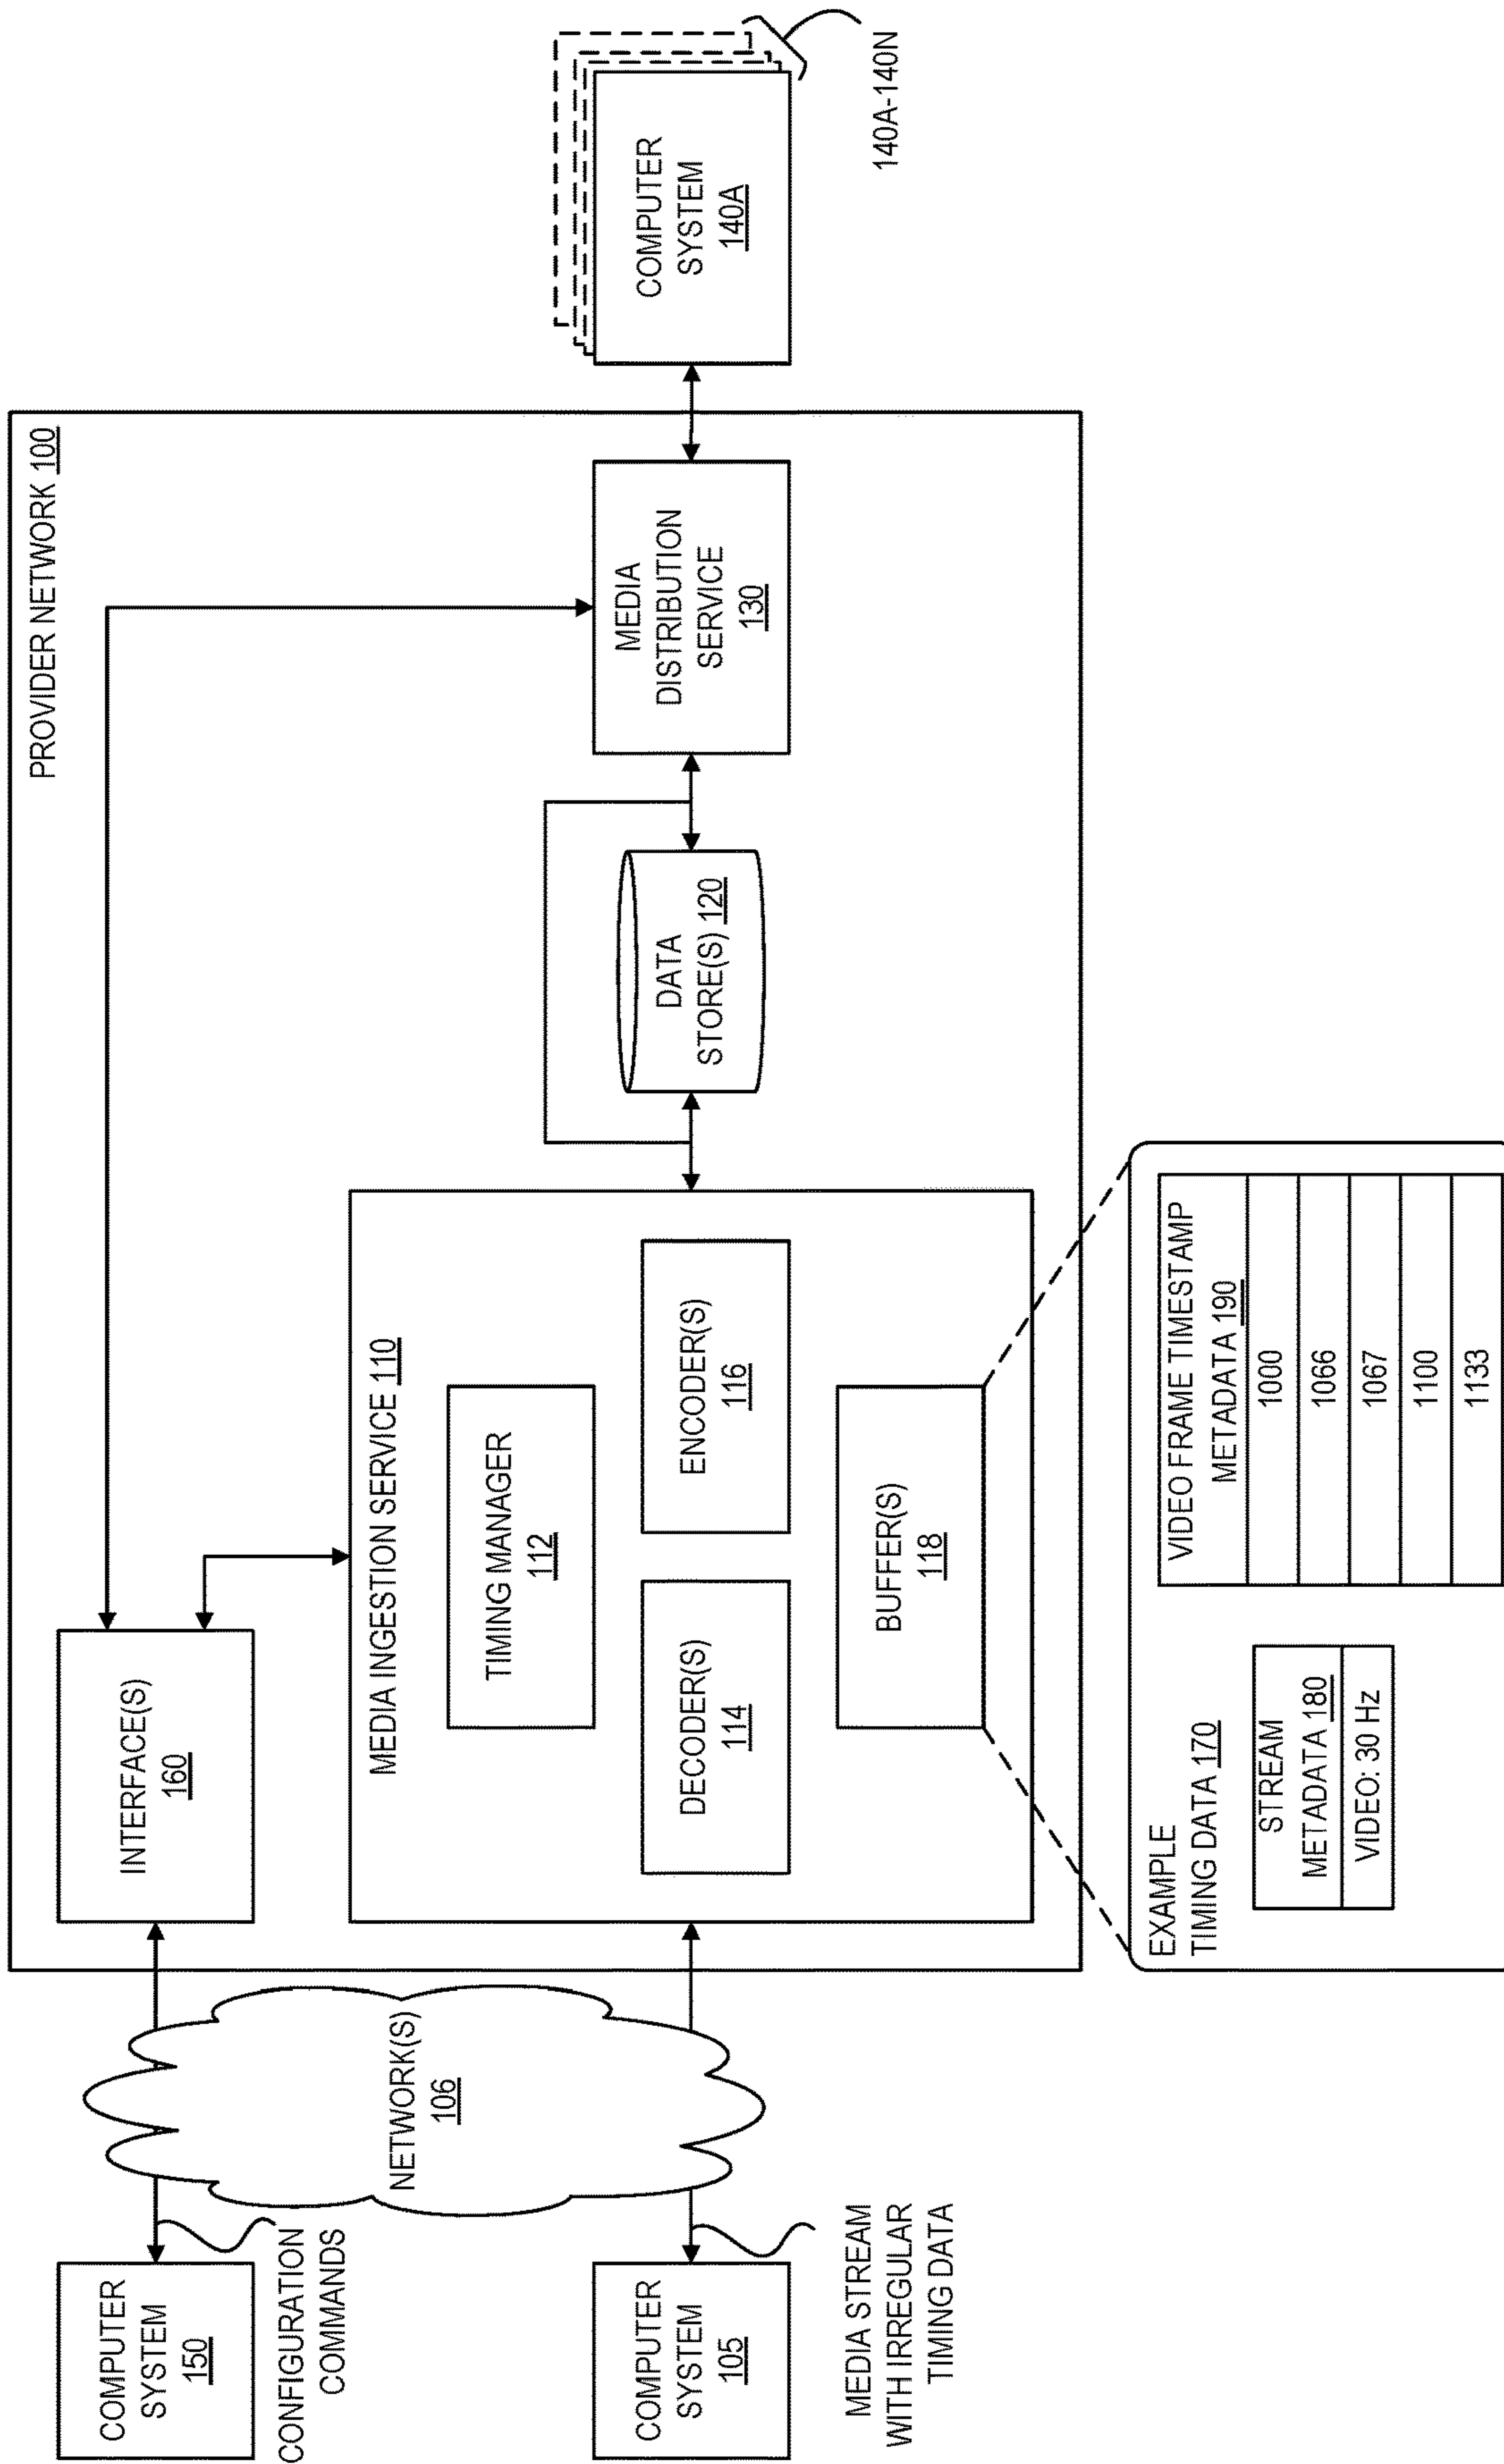 PROVIDER NETWORK 100
COMPUTER
SYSTEM
150
CONFIGURATION
COMMANDS
NETWORK(S)
106
INTERFACE(S)
160
COMPUTER
SYSTEM
105
MEDIA STREAM
WITH IRREGULAR
TIMING DATA
MEDIA INGESTION SERVICE 110
TIMING MANAGER
112
DECODER(S)
114
ENCODER(S)
116
BUFFER(S)
118
DATA
STORE(S) 120
MEDIA
DISTRIBUTION
SERVICE
130
COMPUTER
SYSTEM
140A
140A-140N
EXAMPLE
TIMING DATA 170
STREAM
METADATA 180
VIDEO: 30 Hz
VIDEO FRAME TIMESTAMP
METADATA 190
1000
1066
1067
1100
1133